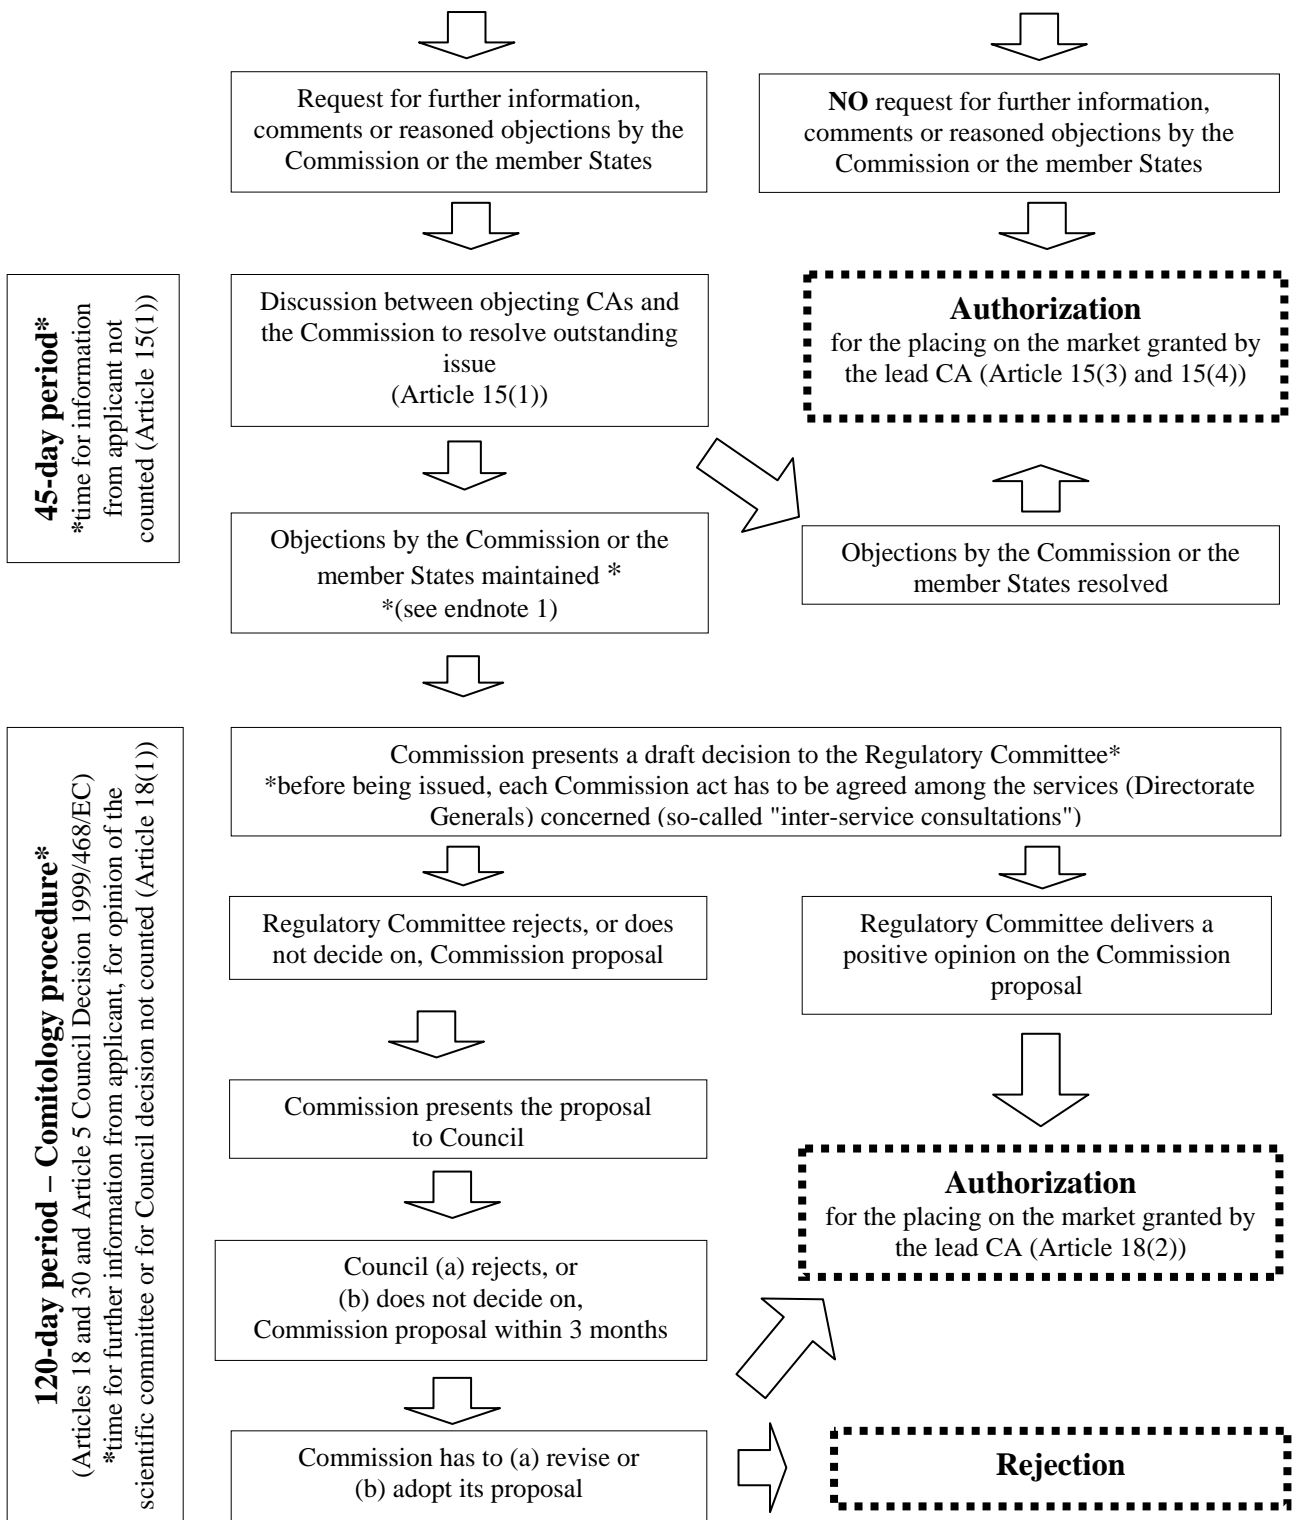 Request for further information,
comments or reasoned objections by the
Commission or the member States
NO request for further information,
comments or reasoned objections by the
Commission or the member States
45-day period*
*time for information
from applicant not
counted (Article 15(1))
Discussion between objecting CAs and
the Commission to resolve outstanding
issue
(Article 15(1))
Authorization
for the placing on the market granted by
the lead CA (Article 15(3) and 15(4))
Objections by the Commission or the
member States maintained *
*(see endnote 1)
Objections by the Commission or the
member States resolved
120-day period – Comitology procedure*
(Articles 18 and 30 and Article 5 Council Decision 1999/468/EC)
*time for further information from applicant, for opinion of the
scientific committee or for Council decision not counted (Article 18(1))
Commission presents a draft decision to the Regulatory Committee*
*before being issued, each Commission act has to be agreed among the services (Directorate
Generals) concerned (so-called "inter-service consultations")
Regulatory Committee rejects, or does
not decide on, Commission proposal
Regulatory Committee delivers a
positive opinion on the Commission
proposal
Commission presents the proposal
to Council
Authorization
for the placing on the market granted by
the lead CA (Article 18(2))
Council (a) rejects, or
(b) does not decide on,
Commission proposal within 3 months
Commission has to (a) revise or
(b) adopt its proposal
Rejection